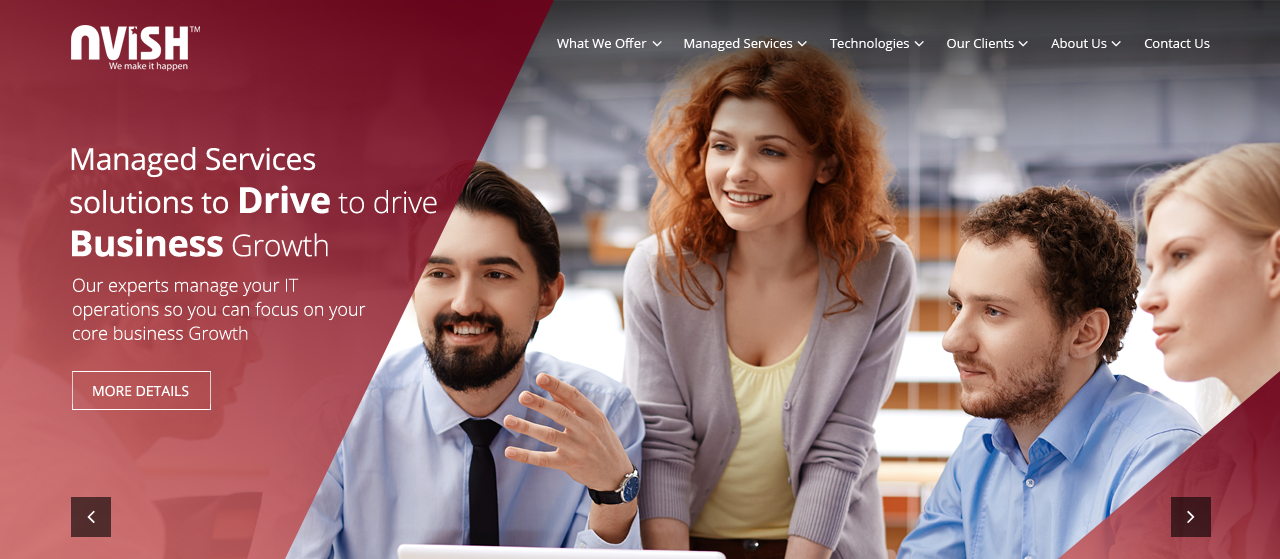 NVISH™
We make it happen
What We Offer Managed Services Technologies Our Clients About Us Contact Us
Managed Services
solutions to Drive to drive
Business Growth
Our experts manage your IT
operations so you can focus on your
core business Growth
MORE DETAILS